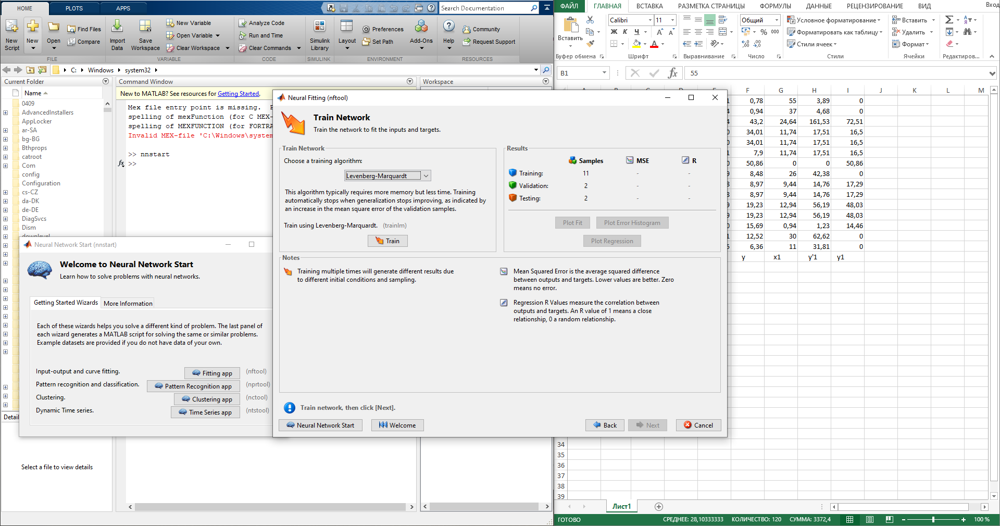 HOME
PLOTS
APPS
Search Documentation
New Script
New
Open
Find Files
Compare
Import Data
Save Workspace
New Variable
Open Variable
Clear Workspace
Analyze Code
Run and Time
Clear Commands
Simulink Library
Layout
Preferences
Set Path
Add-Ons
Help
Community
Request Support
FILE
VARIABLE
CODE
SIMULINK
ENVIRONMENT
RESOURCES
C:
Windows
system32
Current Folder
Name
0409
AdvancedInstallers
AppLocker
ar-SA
bg-BG
Bthprops
catroot
Com
config
Configuration
cs-CZ
da-DK
de-DE
DiagSvcs
Dism
downlevel
Select a file to view details
Command Window
New to MATLAB? See resources for Getting Started.
Mex file entry point is missing.
spelling of mexFunction (for C MEX-
spelling of MEXFUNCTION (for FORTRA
Invalid MEX-file 'C:\Windows\system
>> nnstart
fx >>
Workspace
Neural Network Start (nnstart)
Welcome to Neural Network Start
Learn how to solve problems with neural networks.
Getting Started Wizards
More Information
Each of these wizards helps you solve a different kind of problem. The last panel of
each wizard generates a MATLAB script for solving the same or similar problems.
Example datasets are provided if you do not have data of your own.
Input-output and curve fitting.
Fitting app
(nftool)
Pattern recognition and classification.
Pattern Recognition app
(nprtool)
Clustering.
Clustering app
(nctool)
Dynamic Time series.
Time Series app
(ntstool)
Neural Fitting (nftool)
Train Network
Train the network to fit the inputs and targets.
Train Network
Choose a training algorithm:
Levenberg-Marquardt
This algorithm typically requires more memory but less time. Training
automatically stops when generalization stops improving, as indicated by
an increase in the mean square error of the validation samples.
Train using Levenberg-Marquardt. (trainlm)
Train
Results
Samples MSE R
Training: 11 - -
Validation: 2 - -
Testing: 2 - -
Plot Fit
Plot Error Histogram
Plot Regression
Notes
Training multiple times will generate different results due
to different initial conditions and sampling.
Mean Squared Error is the average squared difference
between outputs and targets. Lower values are better. Zero
means no error.
Regression R Values measure the correlation between
outputs and targets. An R value of 1 means a close
relationship, 0 a random relationship.
Train network, then click [Next].
Neural Network Start
Welcome
Back
Next
Cancel
ФАЙЛ
ГЛАВНАЯ
ВСТАВКА
РАЗМЕТКА СТРАНИЦЫ
ФОРМУЛЫ
ДАННЫЕ
РЕЦЕНЗИРОВАНИЕ
ВИД
Вход
Вставить
Calibri
11
Ж К Ч
Общий
% 000
Условное форматирование
Форматировать как таблицу
Стили ячеек
Вставить
Удалить
Формат
Буфер обмена
Шрифт
Выравнивание
Число
Стили
Ячейки
Редактиров...
B1
fx
55
F G H I J K L M
0,78 55 3,89 0
0,94 37 4,68 0
43,2 24,64 161,53 72,51
34,01 11,74 17,51 16,5
34,01 11,74 17,51 16,5
7,9 11,74 17,51 16,5
50,86 0 0 50,86
8,48 26 42,38 0
8,97 9,44 14,76 17,29
8,97 9,44 14,76 17,29
19,23 12,94 56,19 48,03
19,23 12,94 56,19 48,03
15,69 0,94 1,23 14,46
12,52 30 62,62 0
6,36 11 31,81 0
y x1 y'1 y1
34
35
36
37
38
39
Лист1
ГОТОВО
СРЕДНЕЕ: 28,10333333
КОЛИЧЕСТВО: 120
СУММА: 3372,4
100 %